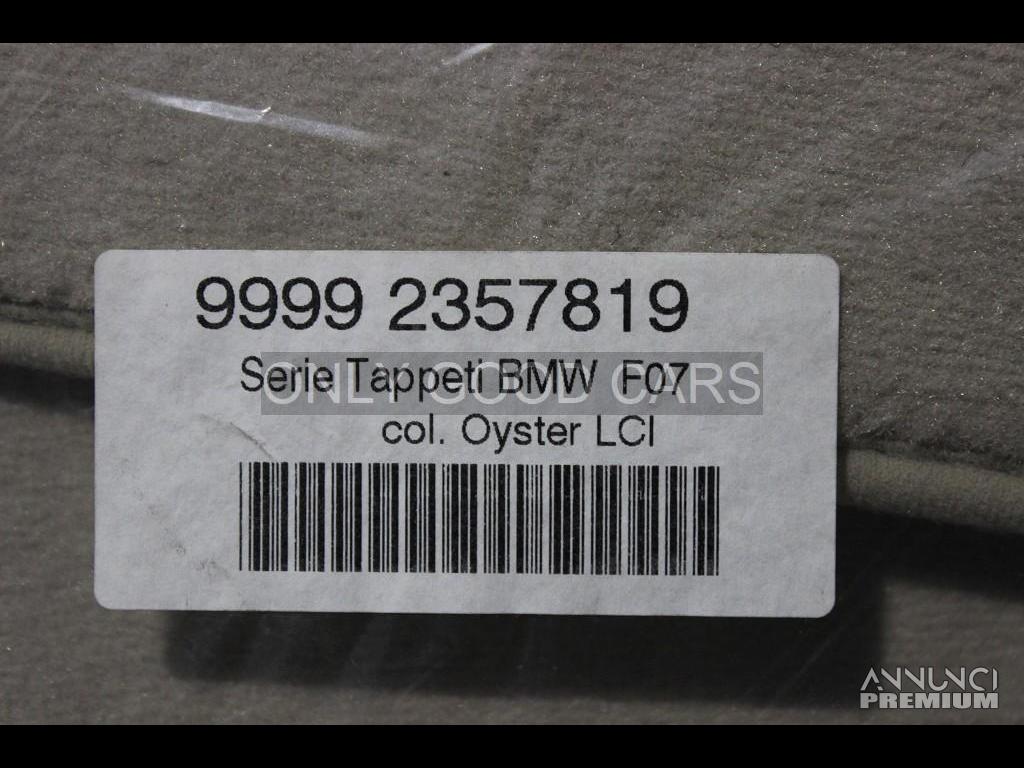 9999 2357819
Serie Tappeti BMW F07
ONLY GOOD CARS
col. Oyster LCI
ANNUNCI
PREMIUM